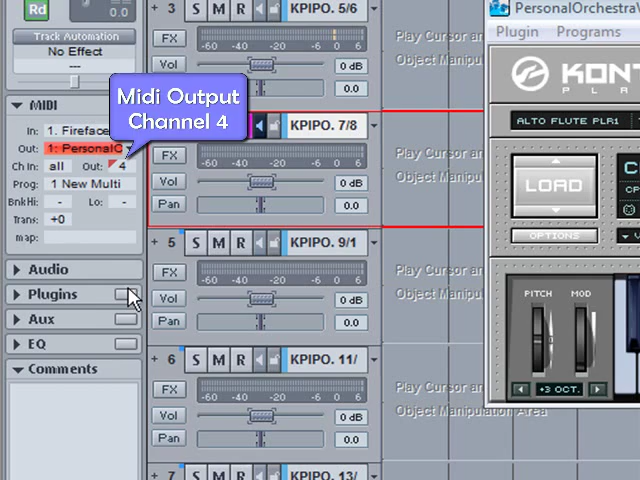 Rd
0.0
Track Automation
No Effect
---
MIDI
In: 1. Fireface
Out: 1: PersonalO
Ch In: all Out: 4
Prog: 1 New Multi
BnkHi: - Lo: -
Trans: +0
map:
Audio
Plugins
Aux
EQ
Comments
Midi Output
Channel 4
3 S M R KPIPO. 5/6
FX
-60 -40 -20 -10 0 6
Vol 0 dB
0.0
KPIPO. 7/8
FX
-60 -40 -20 -10 0 6
Vol 0 dB
Pan 0.0
5 S M R KPIPO. 9/1
FX
-60 -40 -20 -10 0 6
Vol 0 dB
Pan 0.0
6 S M R KPIPO. 11/
FX
-60 -40 -20 -10 0 6
Vol 0 dB
Pan 0.0
7 S M R KPIPO. 13/
Play Cursor an
Object Manipul
Play Cursor an
Object Manipul
Play Cursor an
Object Manipul
Play Cursor an
Object Manipulation Area
PersonalOrchestraV
Plugin Programs
KONT
PLA
ALTO FLUTE PLR1
LOAD
OPTIONS
PITCH MOD
+3 OCT.